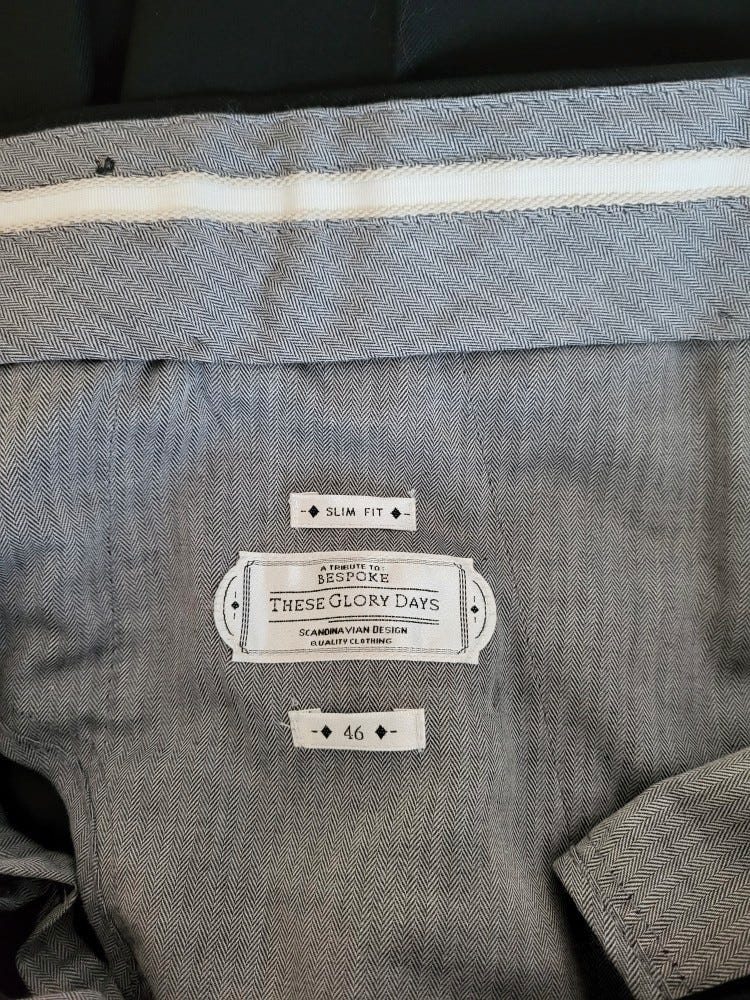 SLIM FIT
A TRIBUTE TO:
BESPOKE
THESE GLORY DAYS
SCANDINAVIAN DESIGN
QUALITY CLOTHING
46